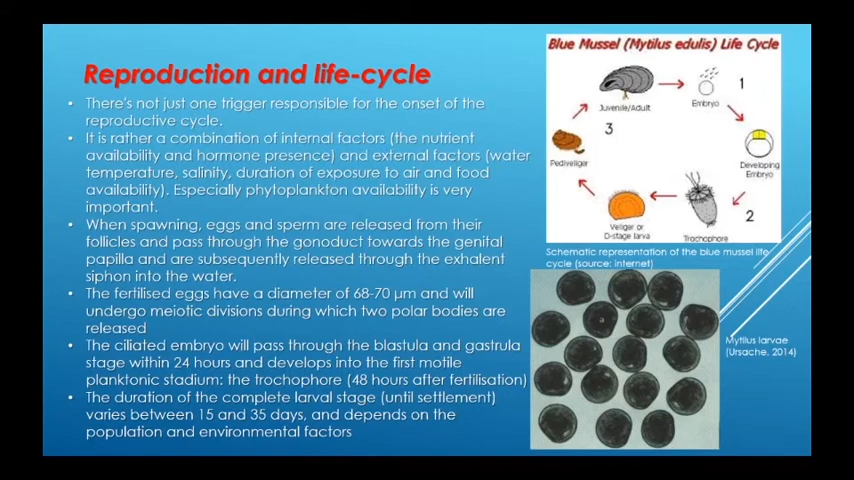 Reproduction and life-cycle
• There's not just one trigger responsible for the onset of the
reproductive cycle.
• It is rather a combination of internal factors (the nutrient
availability and hormone presence) and external factors (water
temperature, salinity, duration of exposure to air and food
availability). Especially phytoplankton availability is very
important.
• When spawning, eggs and sperm are released from their
follicles and pass through the gonoduct towards the genital
papilla and are subsequently released through the exhalent
siphon into the water.
• The fertilised eggs have a diameter of 68-70 µm and will
undergo meiotic divisions during which two polar bodies are
released
• The ciliated embryo will pass through the blastula and gastrula
stage within 24 hours and develops into the first motile
planktonic stadium: the trochophore (48 hours after fertilisation)
• The duration of the complete larval stage (until settlement)
varies between 15 and 35 days, and depends on the
population and environmental factors
Blue Mussel (Mytilus edulis) Life Cycle
Juvenile/Adult
Embryo
1
Developing
Embryo
2
Trochophore
Veliger or
D-stage larva
Pediveliger
3
Schematic representation of the blue mussel life
cycle (source: internet)
a
Mytilus larvae
(Ursache, 2014)